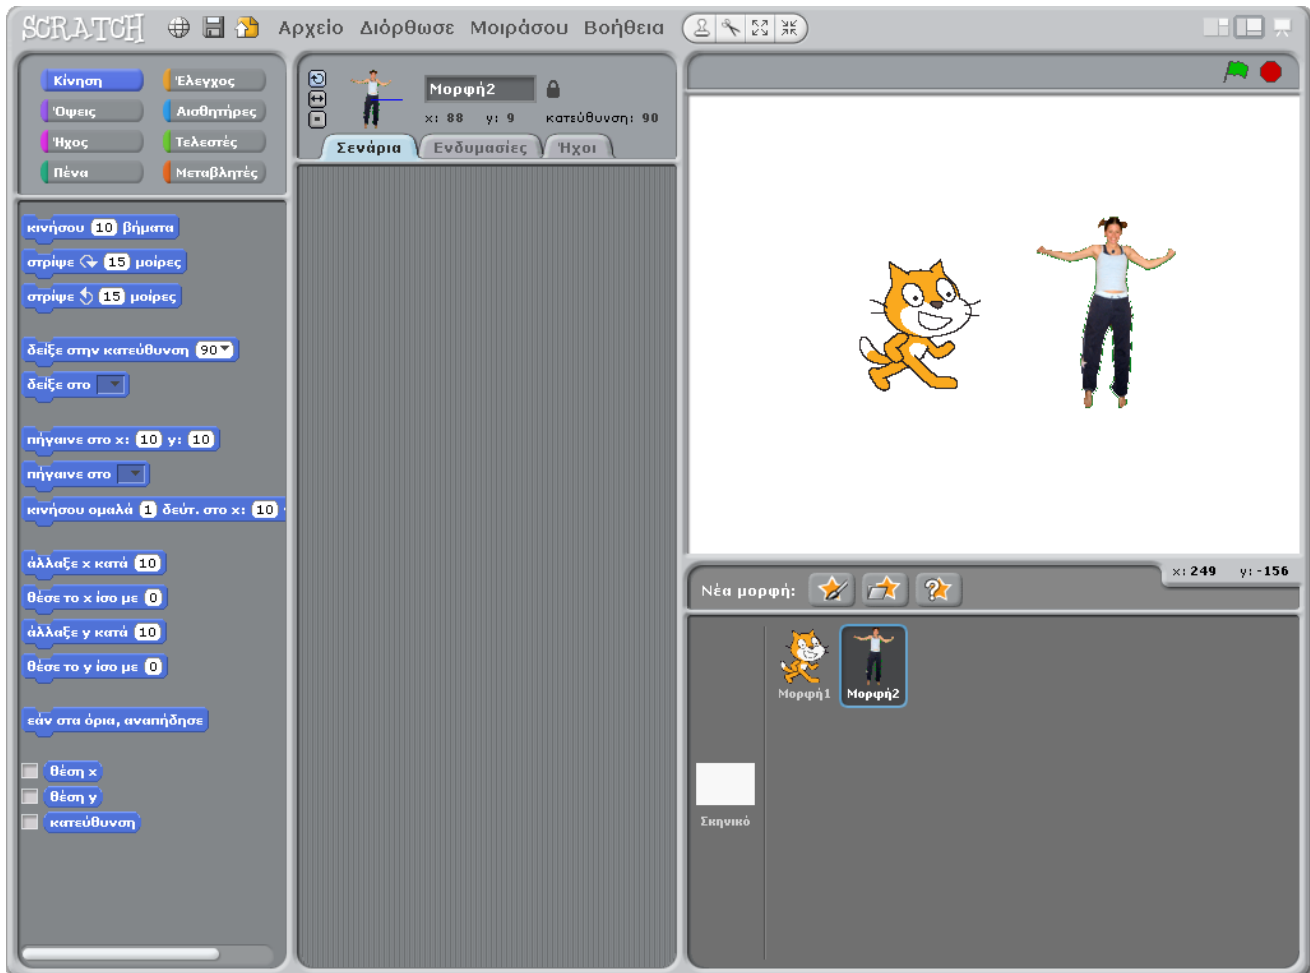 SCRATCH Αρχείο Διόρθωσε Μοιράσου Βοήθεια
Κίνηση Έλεγχος
Όψεις Αισθητήρες
Ήχος Τελεστές
Πένα Μεταβλητές
κινήσου 10 βήματα
στρίψε 15 μοίρες
στρίψε 15 μοίρες
δείξε στην κατεύθυνση 90
δείξε στο
πήγαινε στο x: 10 y: 10
πήγαινε στο
κινήσου ομαλά 1 δεύτ. στο x: 10
άλλαξε x κατά 10
θέσε το x ίσο με 0
άλλαξε y κατά 10
θέσε το y ίσο με 0
εάν στα όρια, αναπήδησε
θέση x
θέση y
κατεύθυνση
Μορφή2
x: 88 y: 9 κατεύθυνση: 90
Σενάρια Ενδυμασίες Ήχοι
x: 249 y: -156
Νέα μορφή:
Μορφή1 Μορφή2
Σκηνικό